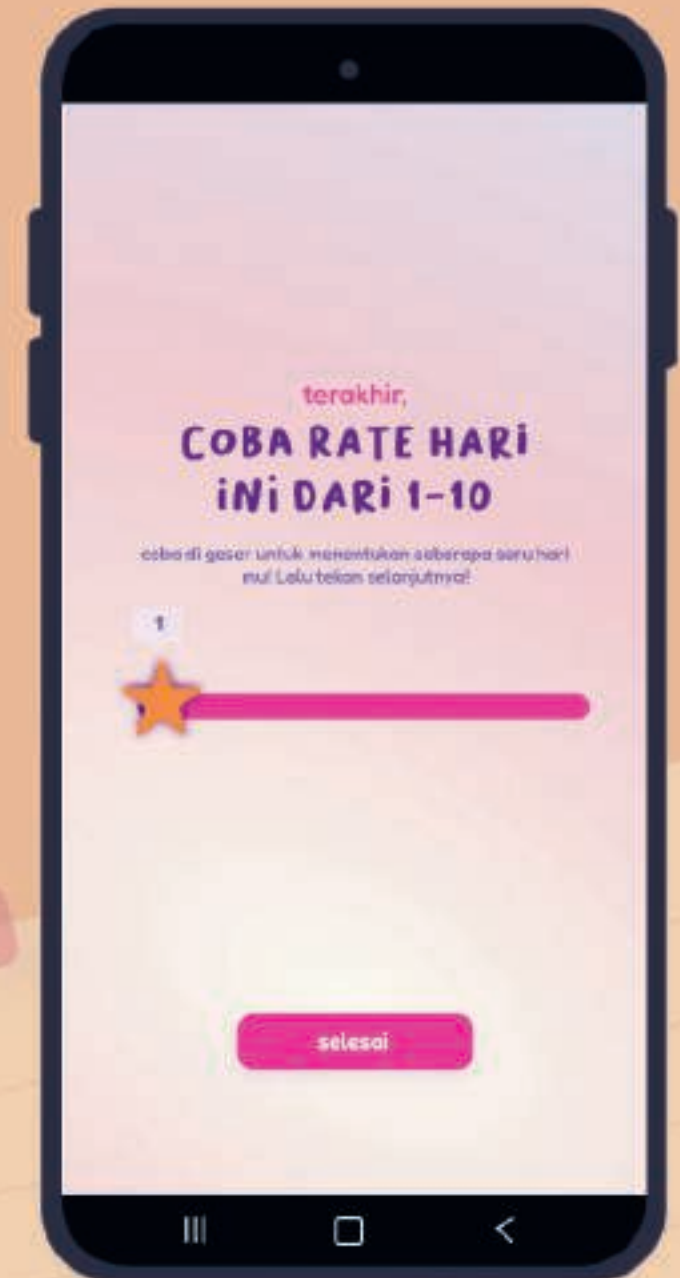 terakhir,
COBA RATE HARi
iNi DARi 1-10
coba di geser untuk menentukan seberapa seru hari
mu! Lalu tekan selanjutnya!
1
selesai